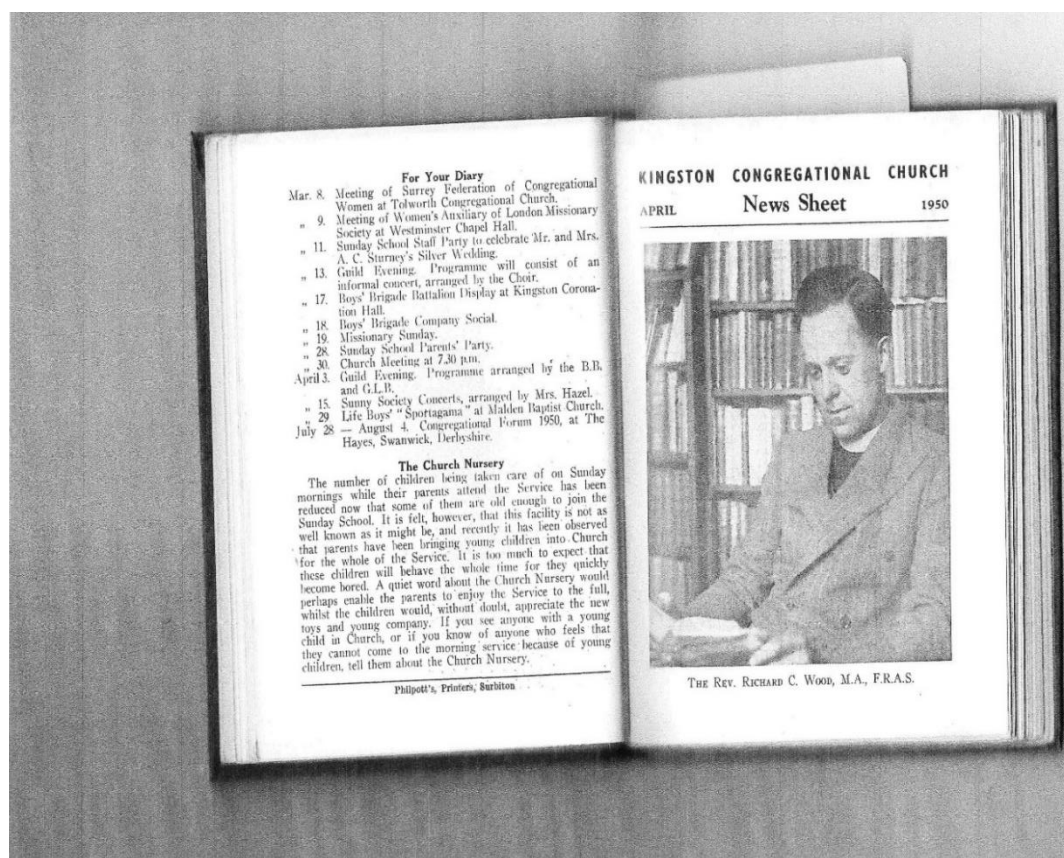 For Your Diary
Mar. 8. Meeting of Surrey Federation of Congregational
Women at Tolworth Congregational Church.
„ 9. Meeting of Women's Auxiliary of London Missionary
Society at Westminster Chapel Hall.
„ 11. Sunday School Staff Party to celebrate Mr. and Mrs.
A. C. Sturney's Silver Wedding.
„ 13. Guild Evening. Programme will consist of an
informal concert, arranged by the Choir.
„ 17. Boys' Brigade Battalion Display at Kingston Corona-
tion Hall.
„ 18. Boys' Brigade Company Social.
„ 19. Missionary Sunday.
„ 28. Sunday School Parents' Party.
„ 30. Church Meeting at 7.30 p.m.
April 3. Guild Evening. Programme arranged by the B.B.
and G.L.B.
„ 15. Sunny Society Concerts, arranged by Mrs. Hazel.
„ 29 Life Boys' "Sportagama" at Malden Baptist Church.
July 28 — August 4. Congregational Forum 1950, at The
Hayes, Swanwick, Derbyshire.
The Church Nursery
The number of children being taken care of on Sunday
mornings while their parents attend the Service has been
reduced now that some of them are old enough to join the
Sunday School. It is felt, however, that this facility is not as
well known as it might be, and recently it has been observed
that parents have been bringing young children into Church
for the whole of the Service. It is too much to expect that
these children will behave the whole time for they quickly
become bored. A quiet word about the Church Nursery would
perhaps enable the parents to enjoy the Service to the full,
whilst the children would, without doubt, appreciate the new
toys and young company. If you see anyone with a young
child in Church, or if you know of anyone who feels that
they cannot come to the morning service because of young
children, tell them about the Church Nursery.
Philpott's, Printers, Surbiton
KINGSTON CONGREGATIONAL CHURCH
APRIL News Sheet 1950
THE REV. RICHARD C. WOOD, M.A., F.R.A.S.